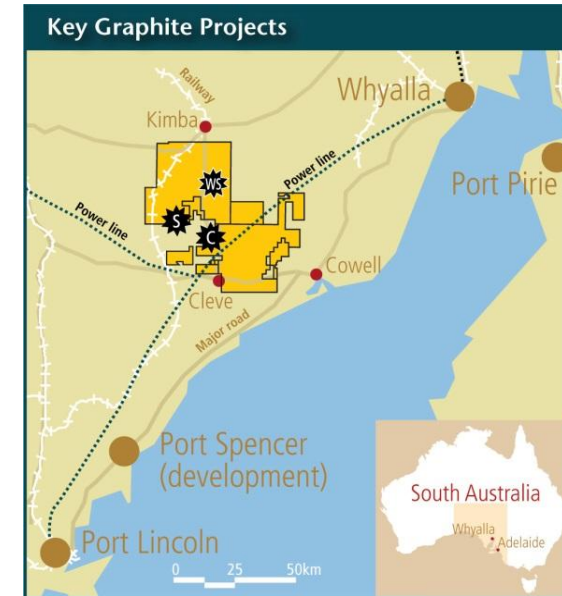 Key Graphite Projects
Railway
Whyalla
Kimba
Port Pirie
WS
Power line
Power line
S
C
Cowell
Cleve
Major road
Port Spencer
(development)
South Australia
Whyalla
Adelaide
Port Lincoln
0 25 50km